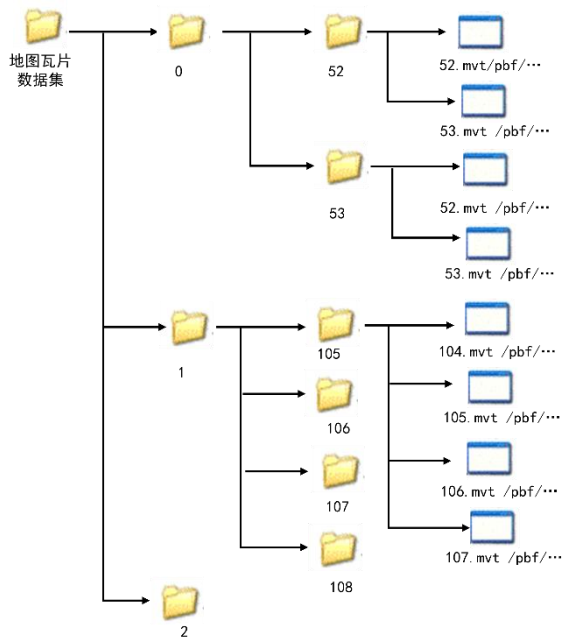 地图瓦片
数据集
0
52
52.mvt/pbf/…
53.mvt /pbf/…
53
52.mvt /pbf/…
53.mvt /pbf/…
1
105
104.mvt /pbf/…
106
105.mvt /pbf/…
107
106.mvt /pbf/…
108
107.mvt /pbf/…
2